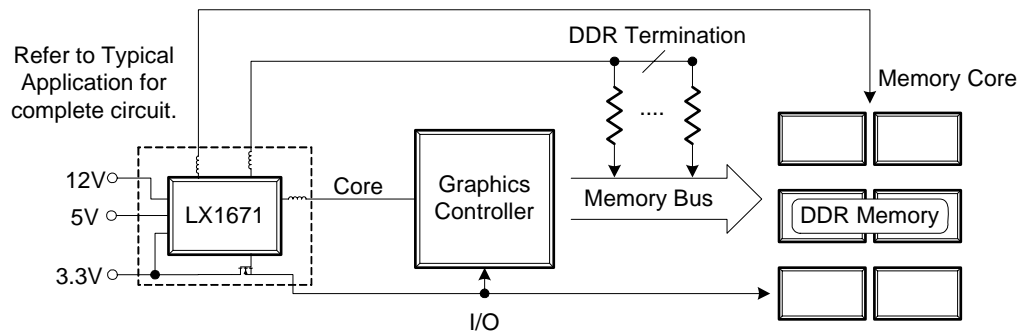 Refer to Typical
Application for
complete circuit.
DDR Termination
....
Memory Core
12V
5V
3.3V
LX1671
Core
Graphics
Controller
Memory Bus
DDR Memory
I/O